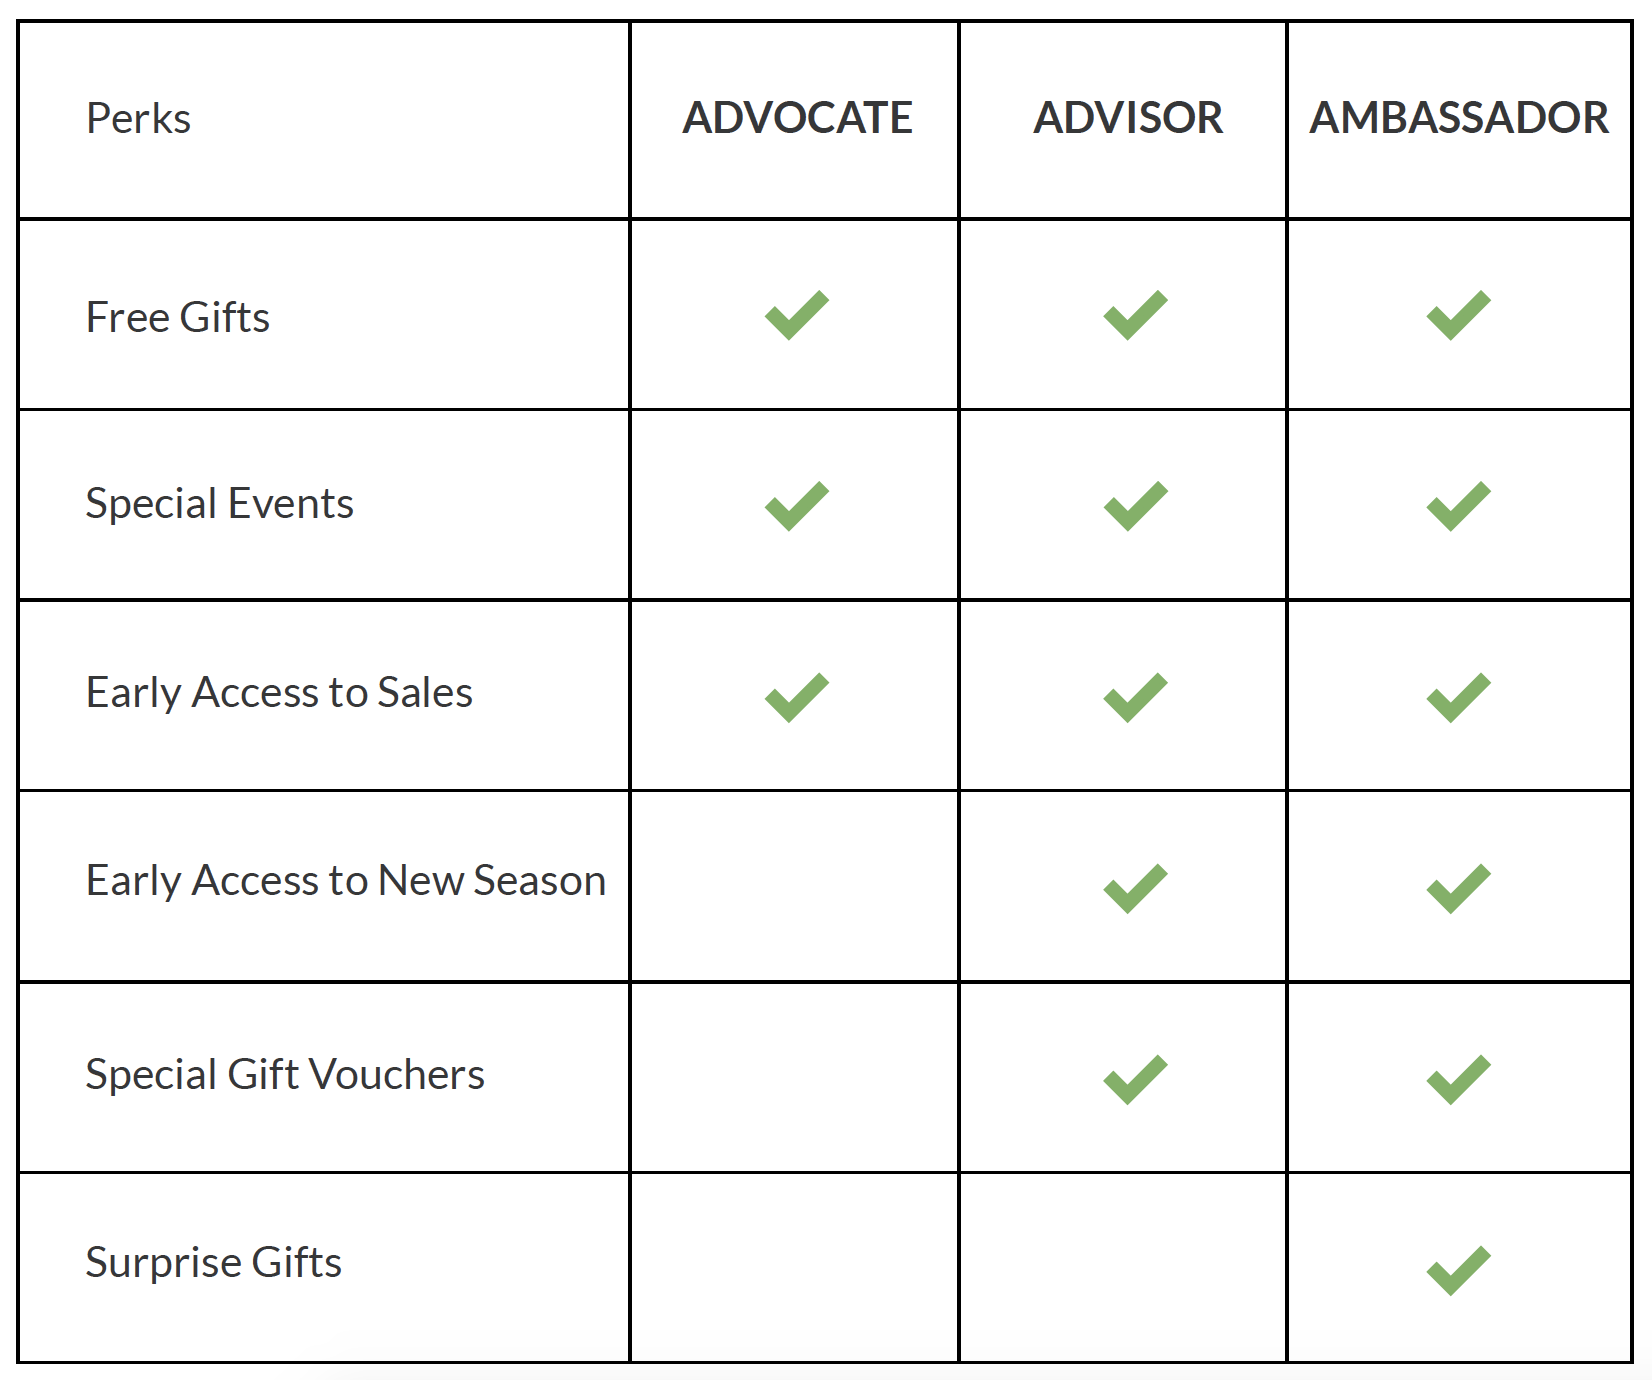 Perks ADVOCATE ADVISOR AMBASSADOR
Free Gifts
Special Events
Early Access to Sales
Early Access to New Season
Special Gift Vouchers
Surprise Gifts